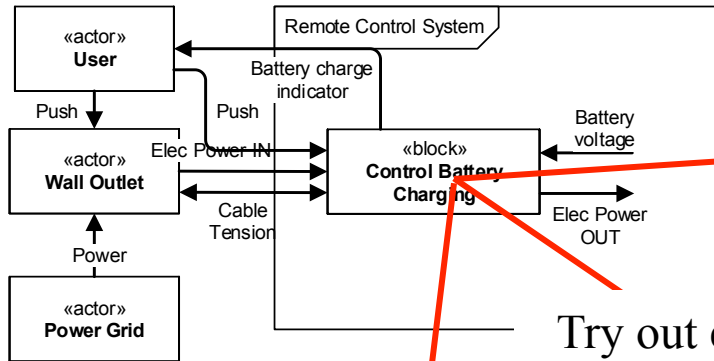 Remote Control System
«actor»
User
Battery charge
indicator
Push
Push
«actor»
Wall Outlet
Elec Power IN
«block»
Control Battery
Charging
Battery
voltage
Cable
Tension
Elec Power
OUT
Power
«actor»
Power Grid
Try out